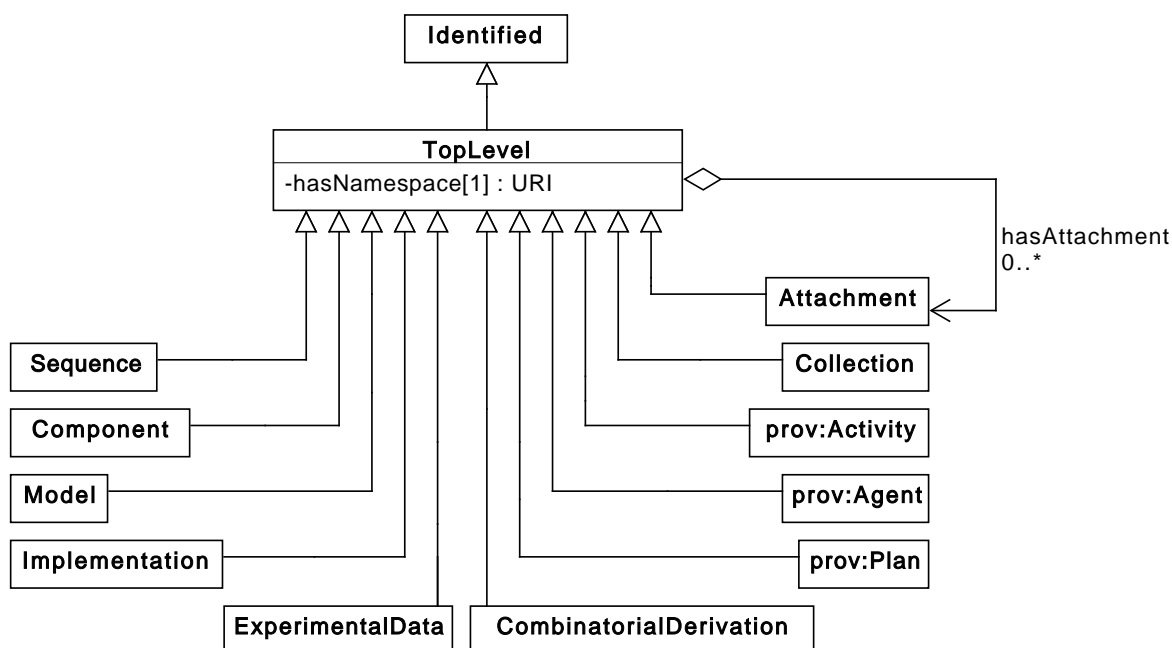 Identified
TopLevel
-hasNamespace[1] : URI
hasAttachment
0..*
Attachment
Sequence
Collection
Component
prov:Activity
Model
prov:Agent
Implementation
prov:Plan
ExperimentalData
CombinatorialDerivation